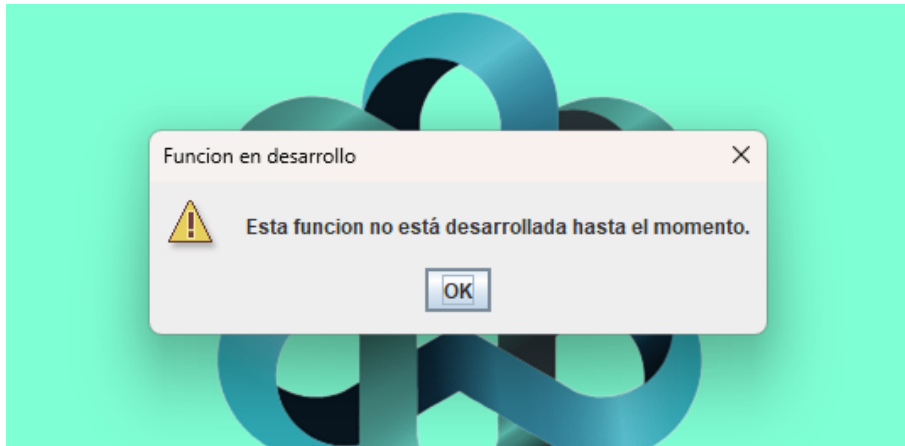 Funcion en desarrollo
Esta funcion no está desarrollada hasta el momento.
OK